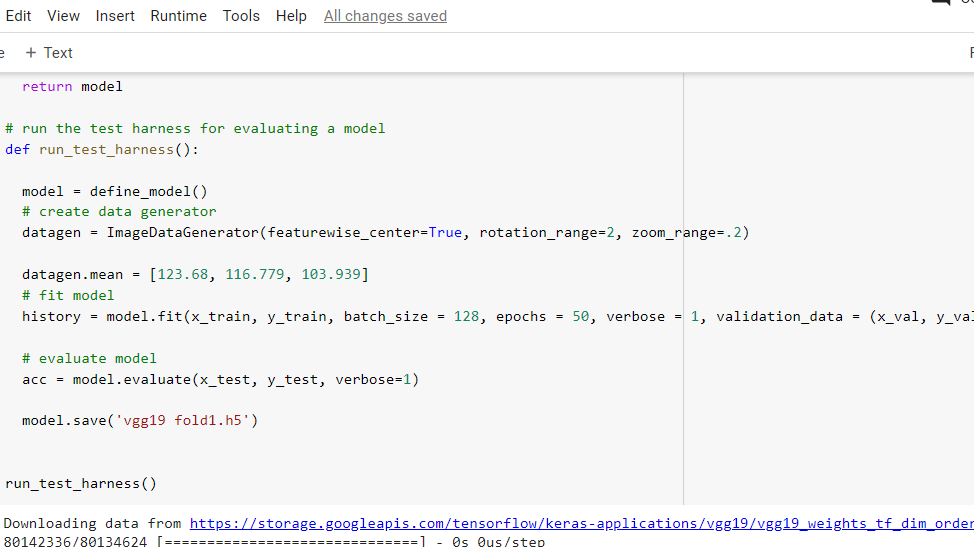 Edit View Insert Runtime Tools Help All changes saved
+ Text
return model
# run the test harness for evaluating a model
def run_test_harness():
model = define_model()
# create data generator
datagen = ImageDataGenerator(featurewise_center=True, rotation_range=2, zoom_range=.2)
datagen.mean = [123.68, 116.779, 103.939]
# fit model
history = model.fit(x_train, y_train, batch_size = 128, epochs = 50, verbose = 1, validation_data = (x_val, y_val
# evaluate model
acc = model.evaluate(x_test, y_test, verbose=1)
model.save('vgg19 fold1.h5')
run_test_harness()
Downloading data from https://storage.googleapis.com/tensorflow/keras-applications/vgg19/vgg19_weights_tf_dim_order
80142336/80134624 [==============================] - 0s 0us/step